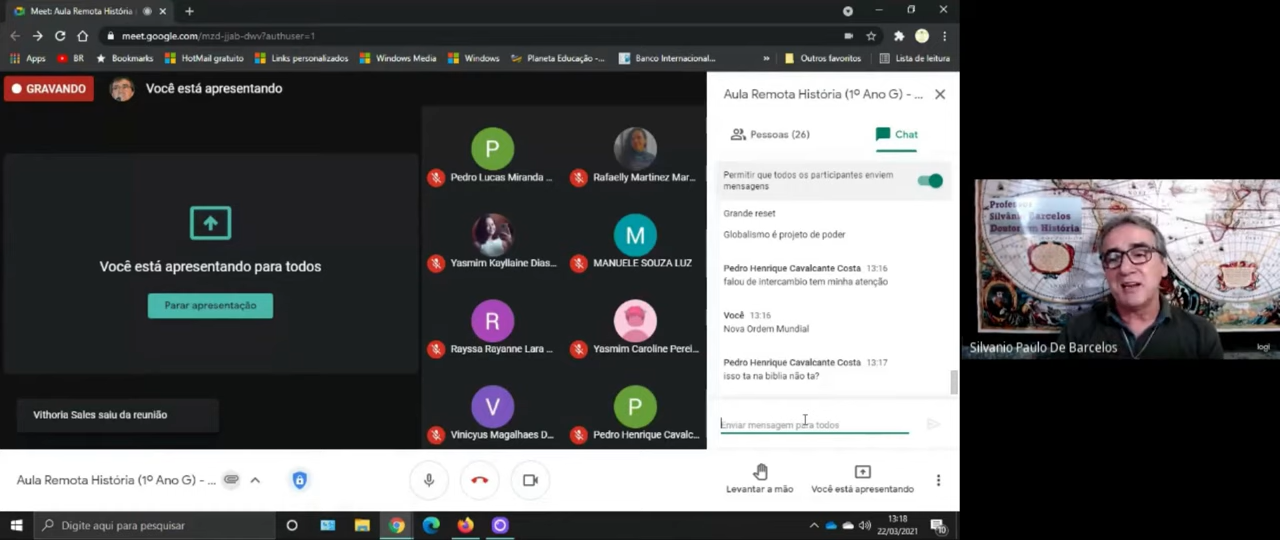 Meet: Aula Remota História
meet.google.com/mzd-jjab-dwv?authuser=1
Apps
BR
Bookmarks
HotMail gratuito
Links personalizados
Windows Media
Windows
Planeta Educação -...
Banco Internacional...
»
Outros favoritos
Lista de leitura
GRAVANDO
Você está apresentando
Você está apresentando para todos
Parar apresentação
Vithoria Sales saiu da reunião
P
Pedro Lucas Miranda ...
Rafaelly Martinez Mar...
Yasmim Kayllaine Dias...
M
MANUELE SOUZA LUZ
R
Rayssa Rayanne Lara ...
Yasmim Caroline Perei...
V
Vinicyus Magalhaes D...
P
Pedro Henrique Cavalc...
Aula Remota História (1º Ano G) - ...
Pessoas (26)
Chat
Permitir que todos os participantes enviem
mensagens
Grande reset
Globalismo é projeto de poder
Pedro Henrique Cavalcante Costa 13:16
falou de intercambio tem minha atenção
Você 13:16
Nova Ordem Mundial
Pedro Henrique Cavalcante Costa 13:17
isso ta na bíblia não ta?
Enviar mensagem para todos
Aula Remota História (1º Ano G) - ...
Levantar a mão
Você está apresentando
Digite aqui para pesquisar
13:18
22/03/2021
10
Professor
Silvânio Barcelos
Doutor em História
Silvanio Paulo De Barcelos
logi